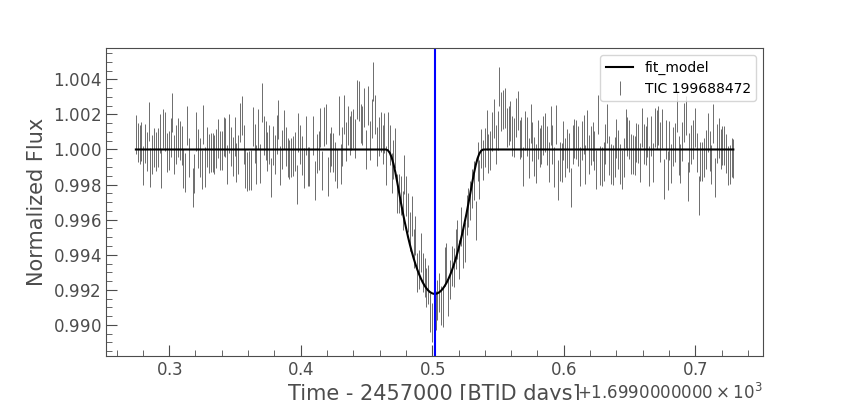 fit_model
TIC 199688472
Normalized Flux
1.004
1.002
1.000
0.998
0.996
0.994
0.992
0.990
0.3
0.4
0.5
0.6
0.7
Time - 2457000 [BTJD days]
+1.6990000000 × 10³